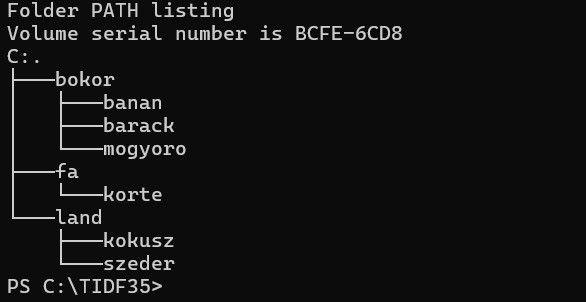 Folder PATH listing
Volume serial number is BCFE-6CD8
C:.
├───bokor
│   ├───banan
│   ├───barack
│   └───mogyoro
├───fa
│   └───korte
└───land
    ├───kokusz
    └───szeder
PS C:\TIDF35>